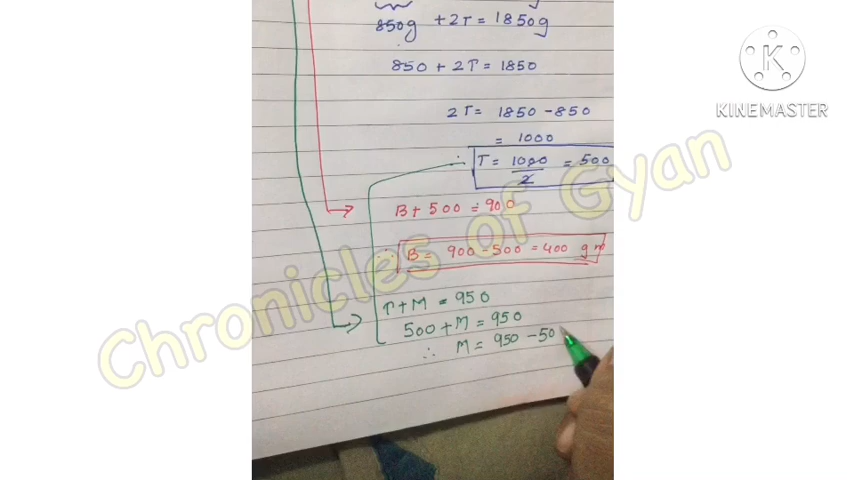 850g + 2T = 1850g
850 + 2T = 1850
2T = 1850 - 850
= 1000
∴ T = 1000/2 = 500
B + 500 = 900
∴ B = 900 - 500 = 400 gm
T + M = 950
500 + M = 950
∴ M = 950 - 50
Chronicles of Gyan
K
KINEMASTER